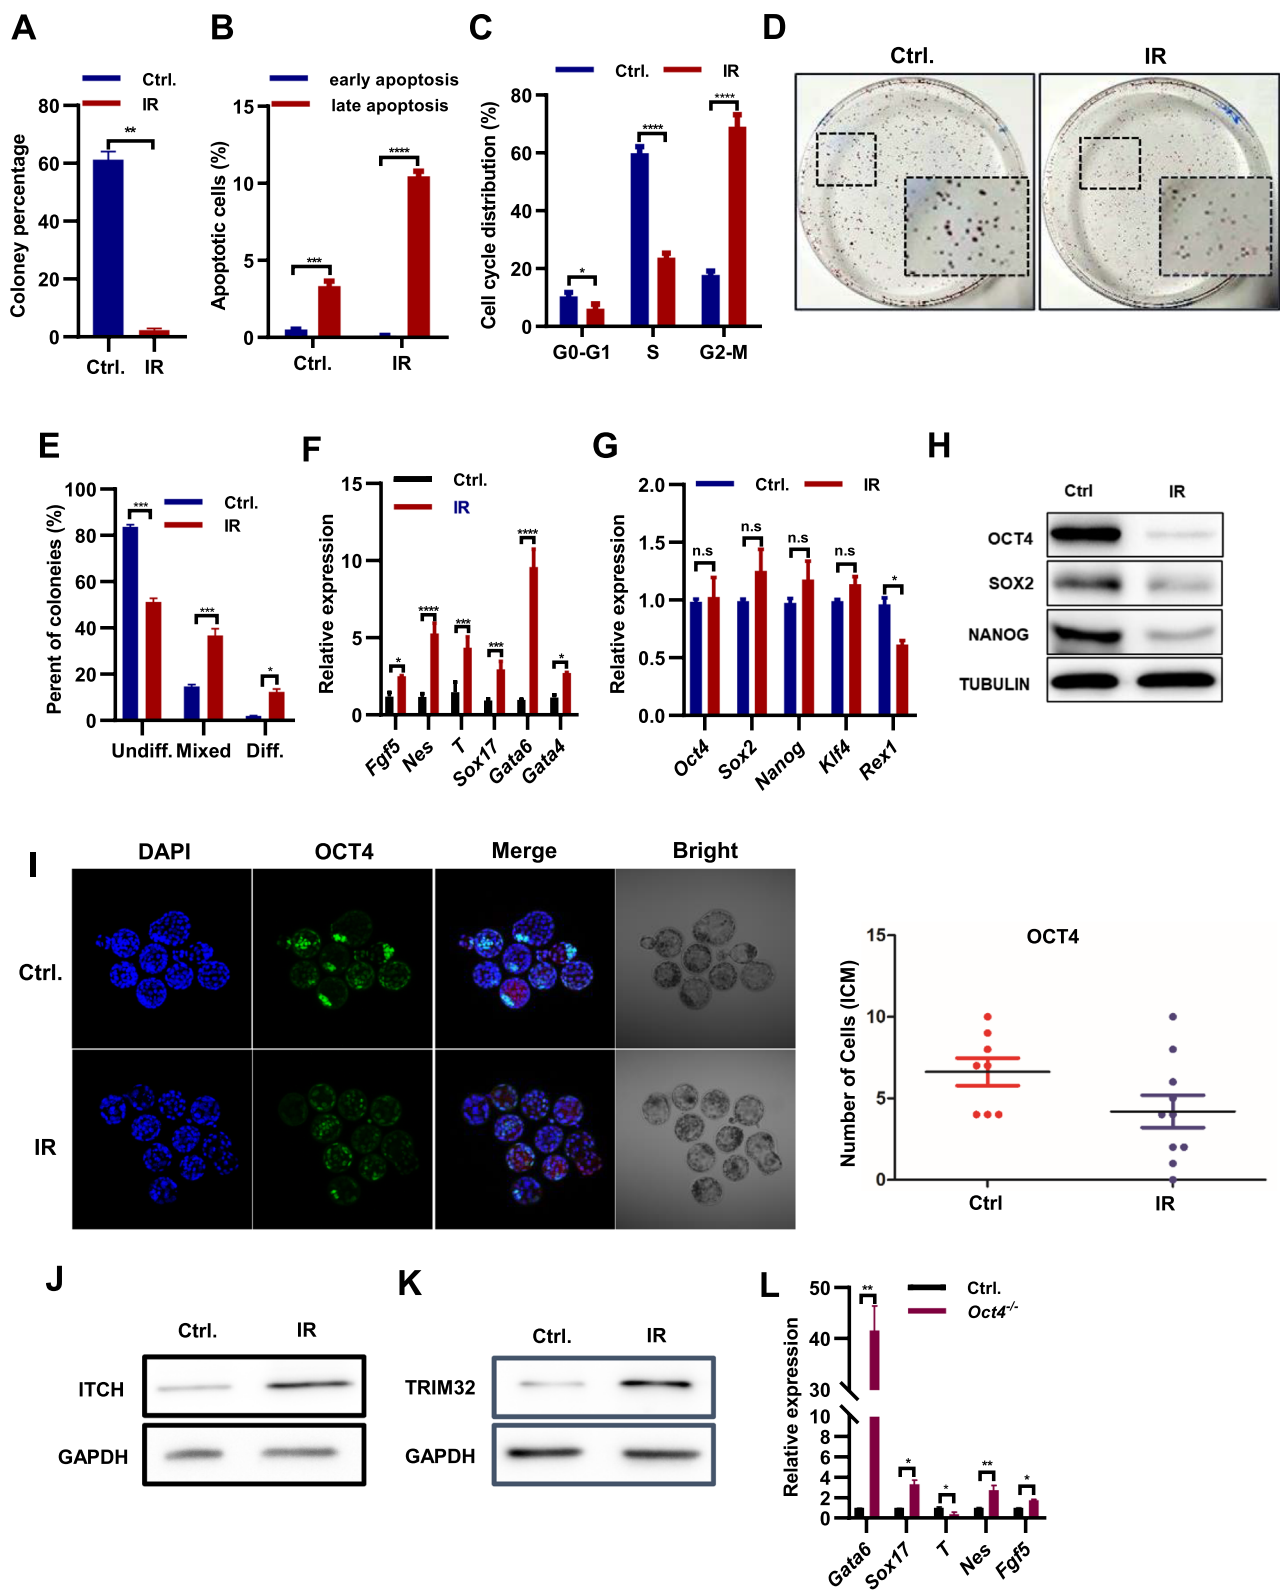 A
Ctrl.
IR
Coloney percentage
80
60
40
20
0
**
Ctrl. IR
B
early apoptosis
late apoptosis
Apoptotic cells (%)
15
10
5
0
***
****
Ctrl. IR
C
Ctrl. IR
Cell cycle distribution (%)
80
60
40
20
0
*
****
****
G0-G1 S G2-M
D
Ctrl. IR
E
Ctrl.
IR
Perent of coloneies (%)
100
80
60
40
20
0
***
***
*
Undiff. Mixed Diff.
F
Ctrl.
IR
Relative expression
15
10
5
0
*
****
***
***
****
*
Fgf5 Nes T Sox17 Gata6 Gata4
G
Ctrl. IR
Relative expression
2.0
1.5
1.0
0.5
0.0
n.s n.s n.s n.s *
Oct4 Sox2 Nanog Klf4 Rex1
H
Ctrl IR
OCT4
SOX2
NANOG
TUBULIN
I
DAPI OCT4 Merge Bright
Ctrl.
IR
OCT4
Number of Cells (ICM)
15
10
5
0
Ctrl IR
J
Ctrl. IR
ITCH
GAPDH
K
Ctrl. IR
TRIM32
GAPDH
L
Ctrl.
Oct4-/-
Relative expression
50
40
30
10
8
6
4
2
0
**
*
*
**
*
Gata6 Sox17 T Nes Fgf5